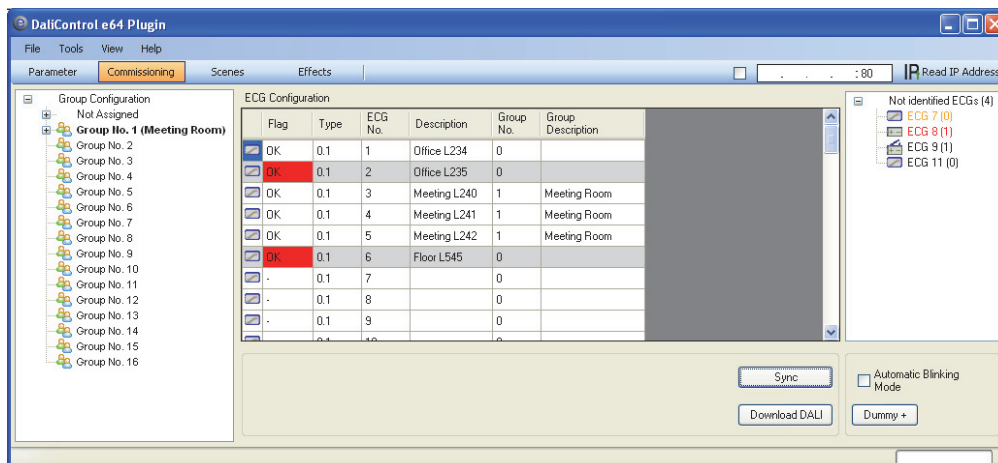 DaliControl e64 Plugin
File Tools View Help
Parameter Commissioning Scenes Effects . . . : 80 IP Read IP Address
Group Configuration
Not Assigned
Group No. 1 (Meeting Room)
Group No. 2
Group No. 3
Group No. 4
Group No. 5
Group No. 6
Group No. 7
Group No. 8
Group No. 9
Group No. 10
Group No. 11
Group No. 12
Group No. 13
Group No. 14
Group No. 15
Group No. 16
ECG Configuration
Flag Type ECG No. Description Group No. Group Description
OK 0.1 1 Office L234 0
OK 0.1 2 Office L235 0
OK 0.1 3 Meeting L240 1 Meeting Room
OK 0.1 4 Meeting L241 1 Meeting Room
OK 0.1 5 Meeting L242 1 Meeting Room
OK 0.1 6 Floor L545 0
- 0.1 7 0
- 0.1 8 0
- 0.1 9 0
Not identified ECGs (4)
ECG 7 (0)
ECG 8 (1)
ECG 9 (1)
ECG 11 (0)
Sync
Download DALI
Automatic Blinking
Mode
Dummy +